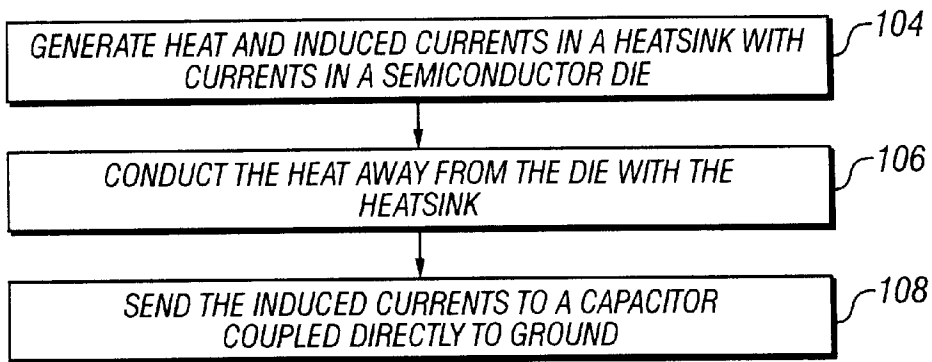 GENERATE HEAT AND INDUCED CURRENTS IN A HEATSINK WITH
CURRENTS IN A SEMICONDUCTOR DIE
104
CONDUCT THE HEAT AWAY FROM THE DIE WITH THE
HEATSINK
106
SEND THE INDUCED CURRENTS TO A CAPACITOR
COUPLED DIRECTLY TO GROUND
108